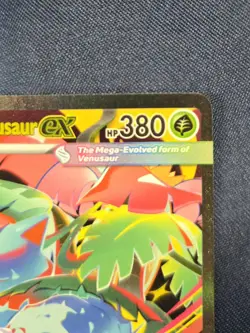 usaur ex HP 380
The Mega-Evolved form of
Venusaur